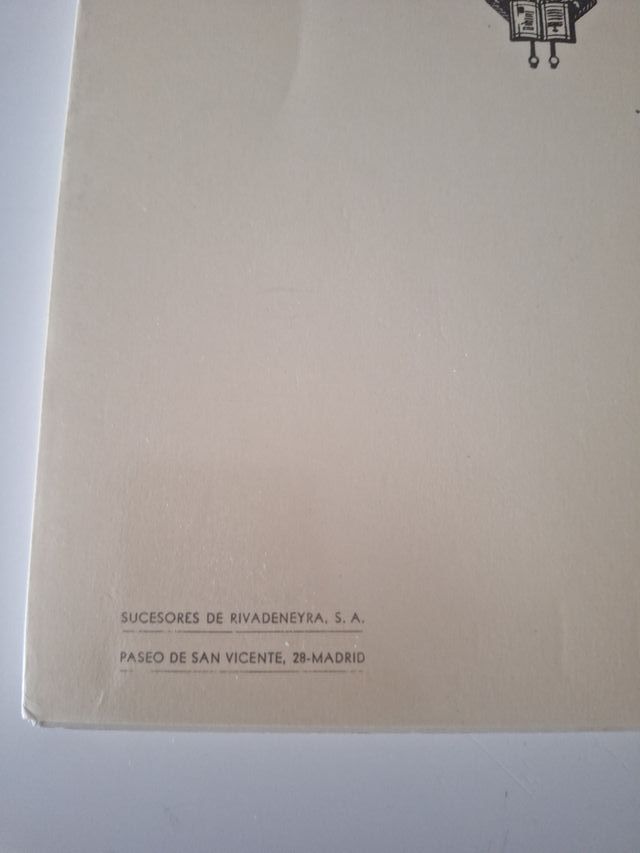 SUCESORES DE RIVADENEYRA, S. A.
PASEO DE SAN VICENTE, 28-MADRID